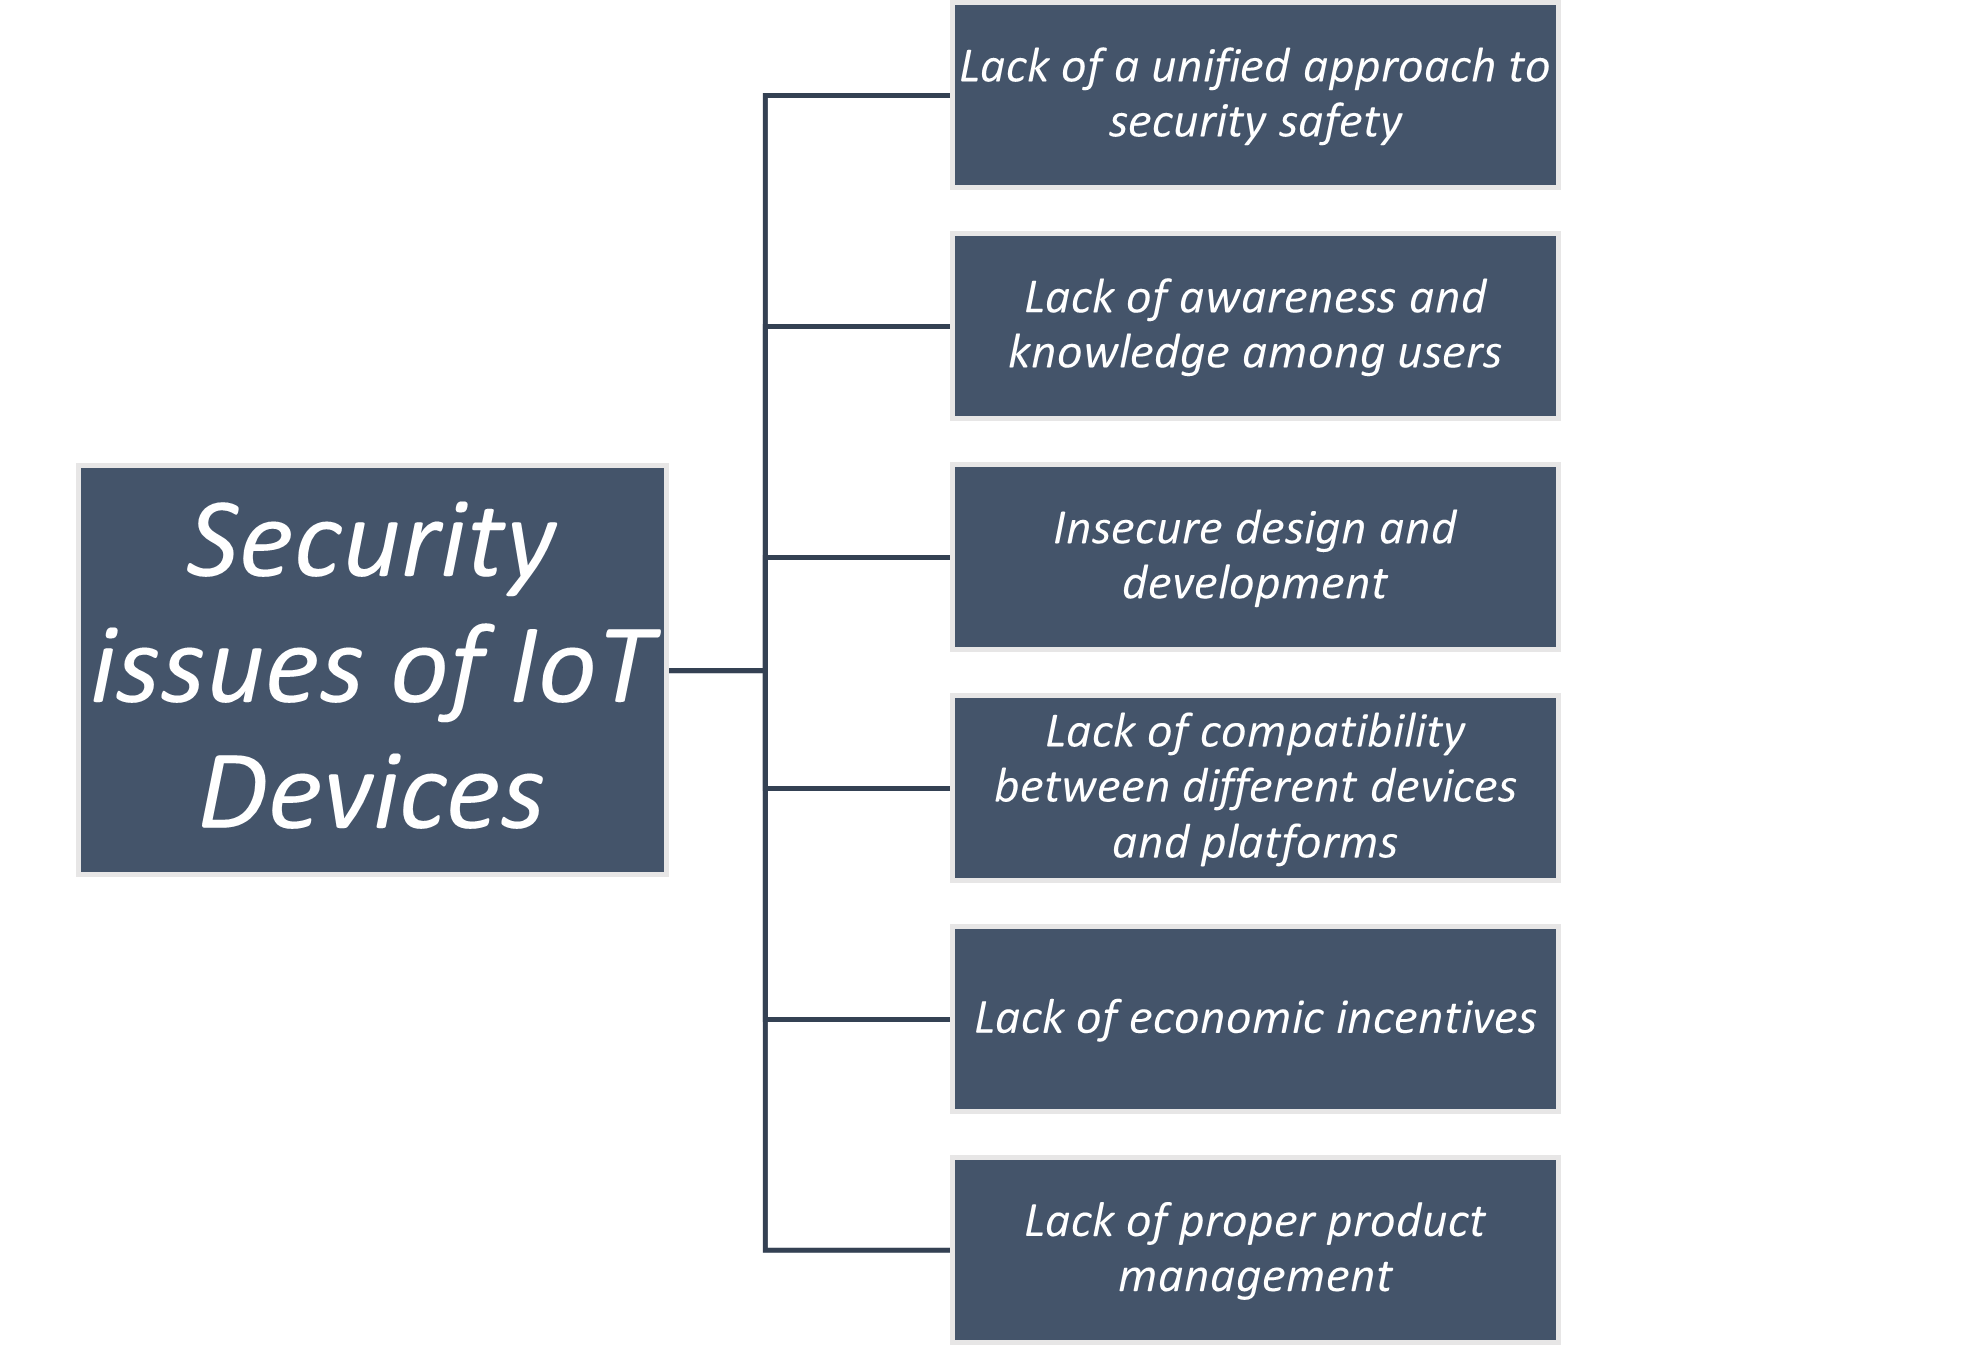 Security
issues of IoT
Devices
Lack of a unified approach to
security safety
Lack of awareness and
knowledge among users
Insecure design and
development
Lack of compatibility
between different devices
and platforms
Lack of economic incentives
Lack of proper product
management